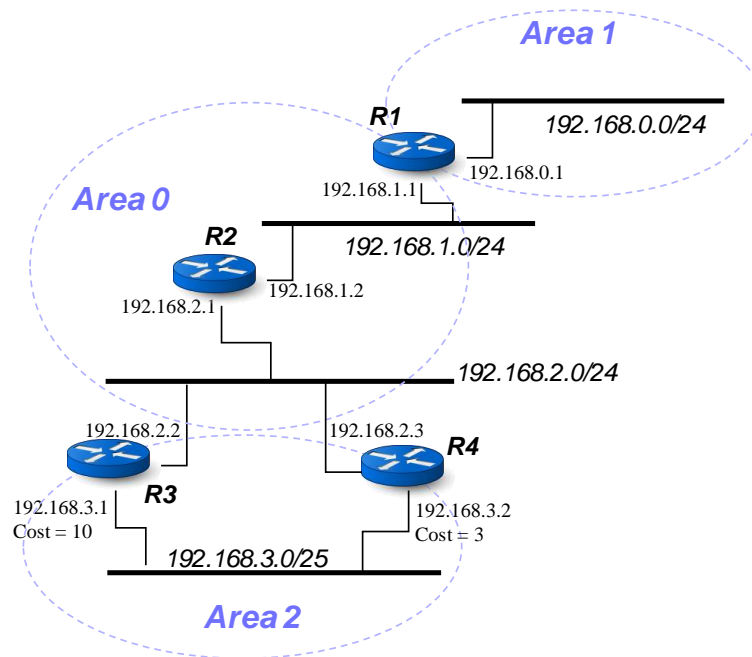 Area 1
R1
192.168.0.0/24
192.168.0.1
192.168.1.1
Area 0
R2
192.168.1.0/24
192.168.1.2
192.168.2.1
192.168.2.0/24
192.168.2.2
192.168.2.3
R4
R3
192.168.3.1
Cost = 10
192.168.3.2
Cost = 3
192.168.3.0/25
Area 2